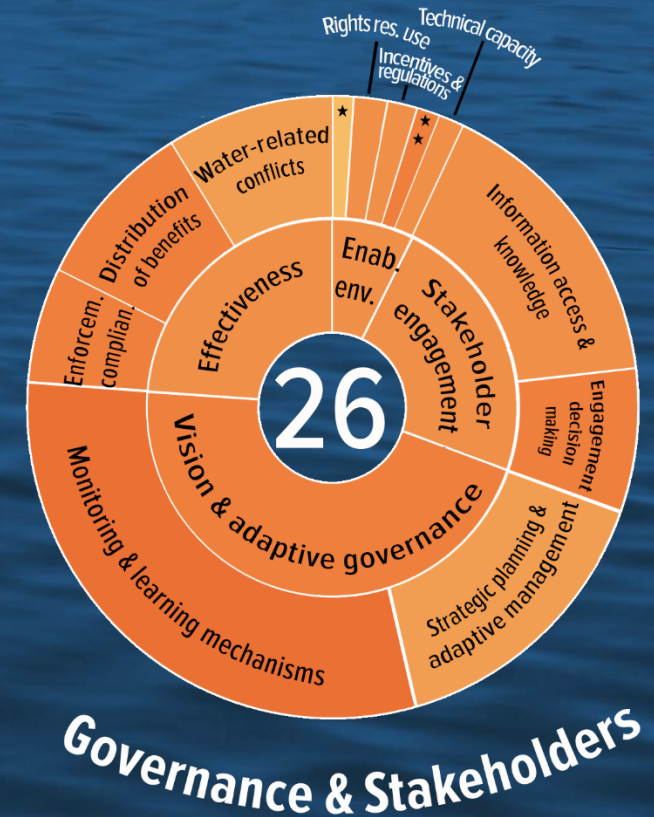 Rights res. use
Technical capacity
Incentives &
regulations
★
★
★
Water-related
conflicts
Distribution
of benefits
Enforcem.
complian.
Information access &
knowledge
Engagement
decision
making
Strategic planning &
adaptive management
Monitoring & learning mechanisms
Effectiveness
Enab.
env.
Stakeholder
engagement
Vision & adaptive governance
26
Governance & Stakeholders